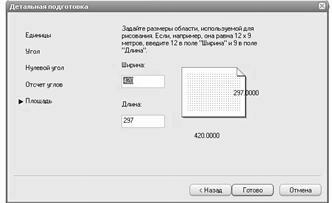 Детальная подготовка
Единицы
Угол
Нулевой угол
Отсчет углов
Площадь
Задайте размеры области, используемой для
рисования. Если, например, она равна 12 x 9
метров, введите 12 в поле "Ширина" и 9 в поле
"Длина".
Ширина:
420
Длина:
297
297.0000
420.0000
< Назад
Готово
Отмена